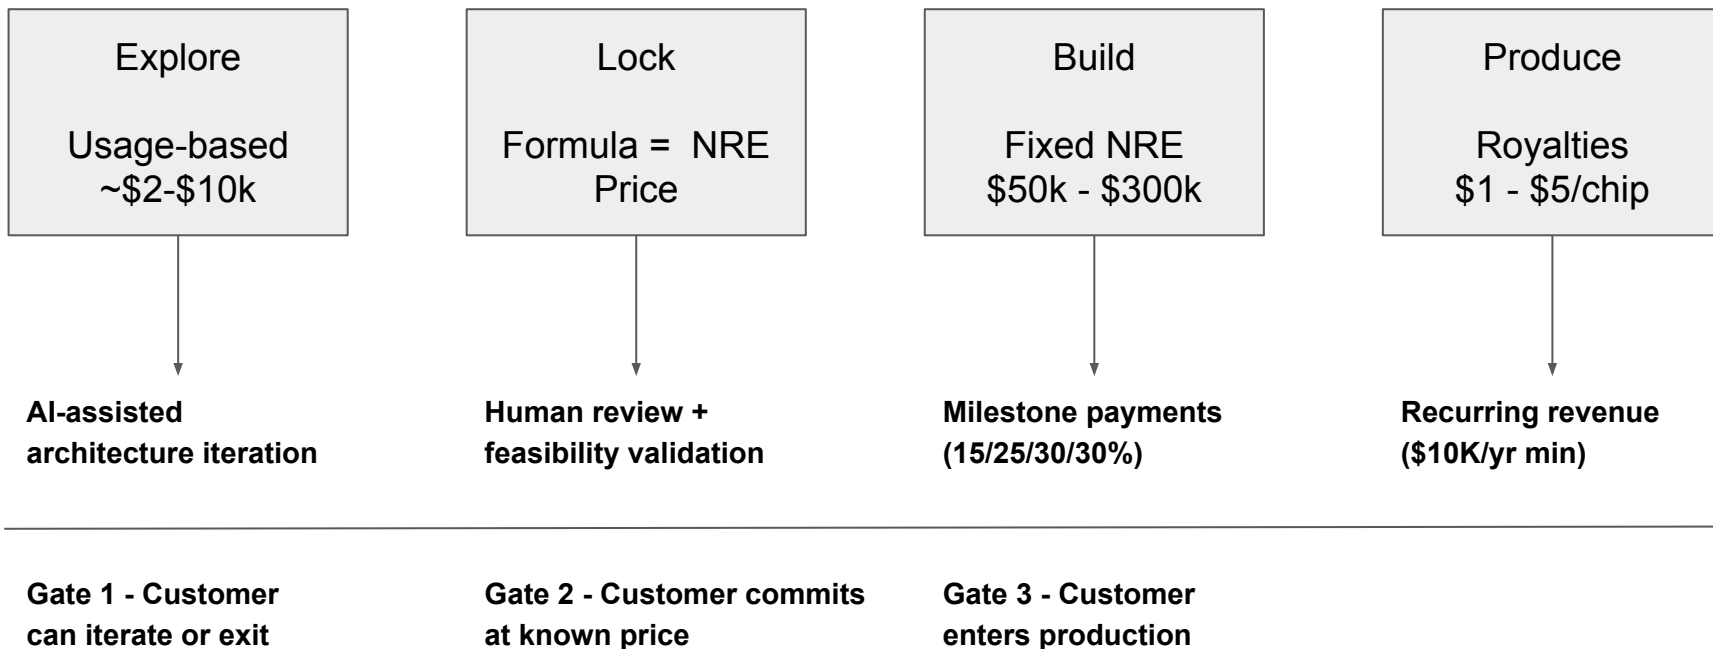 Explore
Usage-based
~$2-$10k
Lock
Formula = NRE
Price
Build
Fixed NRE
$50k - $300k
Produce
Royalties
$1 - $5/chip
AI-assisted
architecture iteration
Human review +
feasibility validation
Milestone payments
(15/25/30/30%)
Recurring revenue
($10K/yr min)
Gate 1 - Customer
can iterate or exit
Gate 2 - Customer commits
at known price
Gate 3 - Customer
enters production